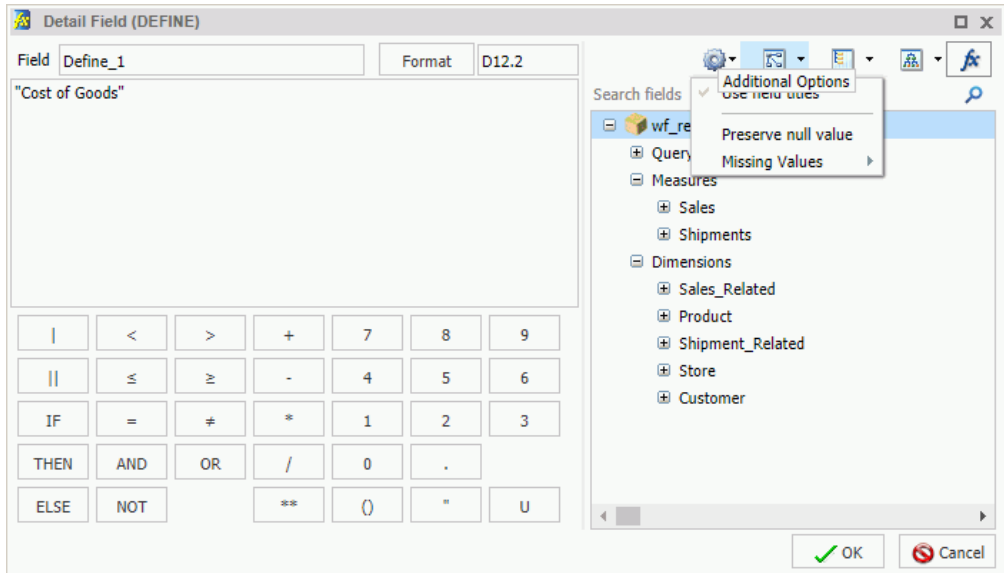 Detail Field (DEFINE)
Field Define_1 Format D12.2
"Cost of Goods"
Additional Options
Search fields
Use field titles
Preserve null value
Missing Values
wf_re
Query
Measures
Sales
Shipments
Dimensions
Sales_Related
Product
Shipment_Related
Store
Customer
| < > + 7 8 9
|| ≤ ≥ - 4 5 6
IF = ≠ * 1 2 3
THEN AND OR / 0 .
ELSE NOT ** () " U
OK Cancel
fx